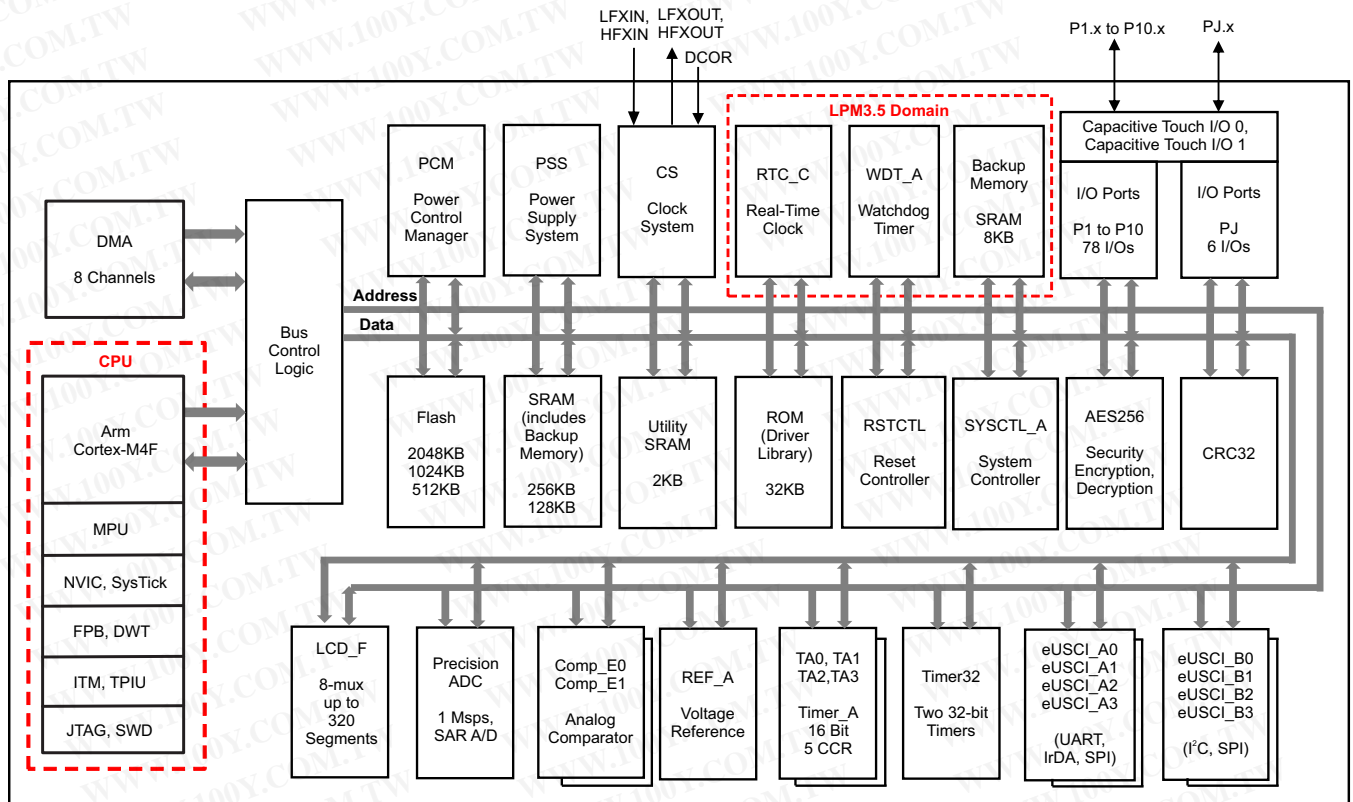 LFXIN,
HFXIN
LFXOUT,
HFXOUT
DCOR
P1.x to P10.x
PJ.x
LPM3.5 Domain
Capacitive Touch I/O 0,
Capacitive Touch I/O 1
PCM
Power
Control
Manager
PSS
Power
Supply
System
CS
Clock
System
RTC_C
Real-Time
Clock
WDT_A
Watchdog
Timer
Backup
Memory
SRAM
8KB
I/O Ports
P1 to P10
78 I/Os
I/O Ports
PJ
6 I/Os
DMA
8 Channels
Bus
Control
Logic
Address
Data
CPU
Arm
Cortex-M4F
MPU
NVIC, SysTick
FPB, DWT
ITM, TPIU
JTAG, SWD
Flash
2048KB
1024KB
512KB
SRAM
(includes
Backup
Memory)
256KB
128KB
Utility
SRAM
2KB
ROM
(Driver
Library)
32KB
RSTCTL
Reset
Controller
SYSCTL_A
System
Controller
AES256
Security
Encryption,
Decryption
CRC32
LCD_F
8-mux
up to
320
Segments
Precision
ADC
1 Msps,
SAR A/D
Comp_E0
Comp_E1
Analog
Comparator
REF_A
Voltage
Reference
TA0, TA1
TA2,TA3
Timer_A
16 Bit
5 CCR
Timer32
Two 32-bit
Timers
eUSCI_A0
eUSCI_A1
eUSCI_A2
eUSCI_A3
(UART,
IrDA, SPI)
eUSCI_B0
eUSCI_B1
eUSCI_B2
eUSCI_B3
(I²C, SPI)
WWW.100Y.COM.TW